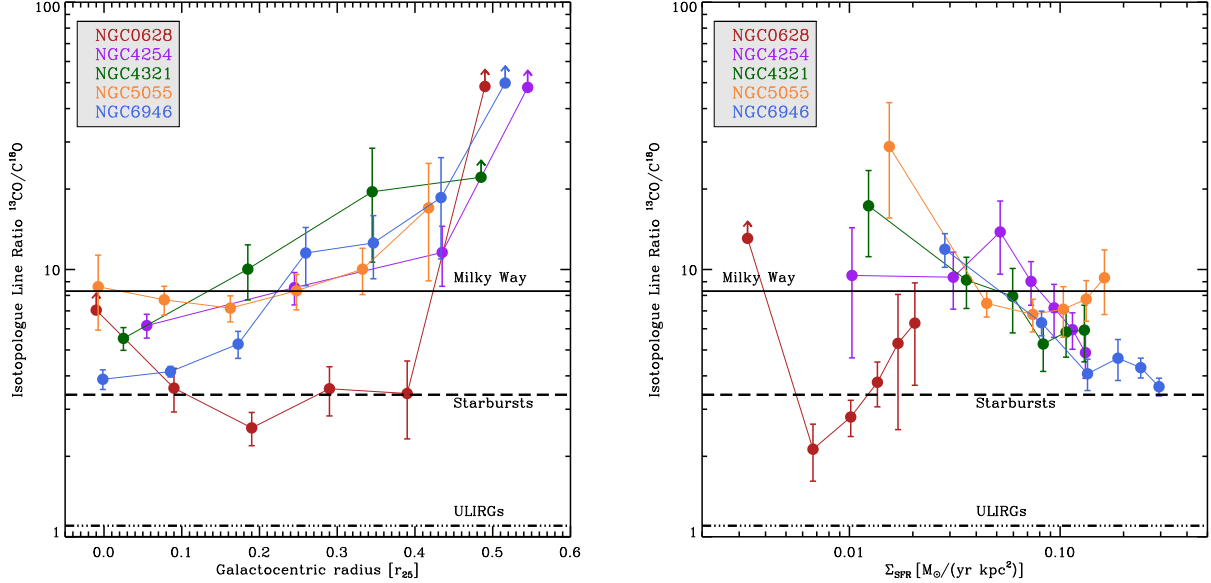 100
10
1
Isotopologue Line Ratio ¹³CO/C¹⁸O
NGC0628
NGC4254
NGC4321
NGC5055
NGC6946
Milky Way
Starbursts
ULIRGs
0.0 0.1 0.2 0.3 0.4 0.5 0.6
Galactocentric radius [r₂₅]
100
10
1
Isotopologue Line Ratio ¹³CO/C¹⁸O
NGC0628
NGC4254
NGC4321
NGC5055
NGC6946
Milky Way
Starbursts
ULIRGs
0.01 0.10
Σ_SFR [M_⊙/(yr kpc²)]